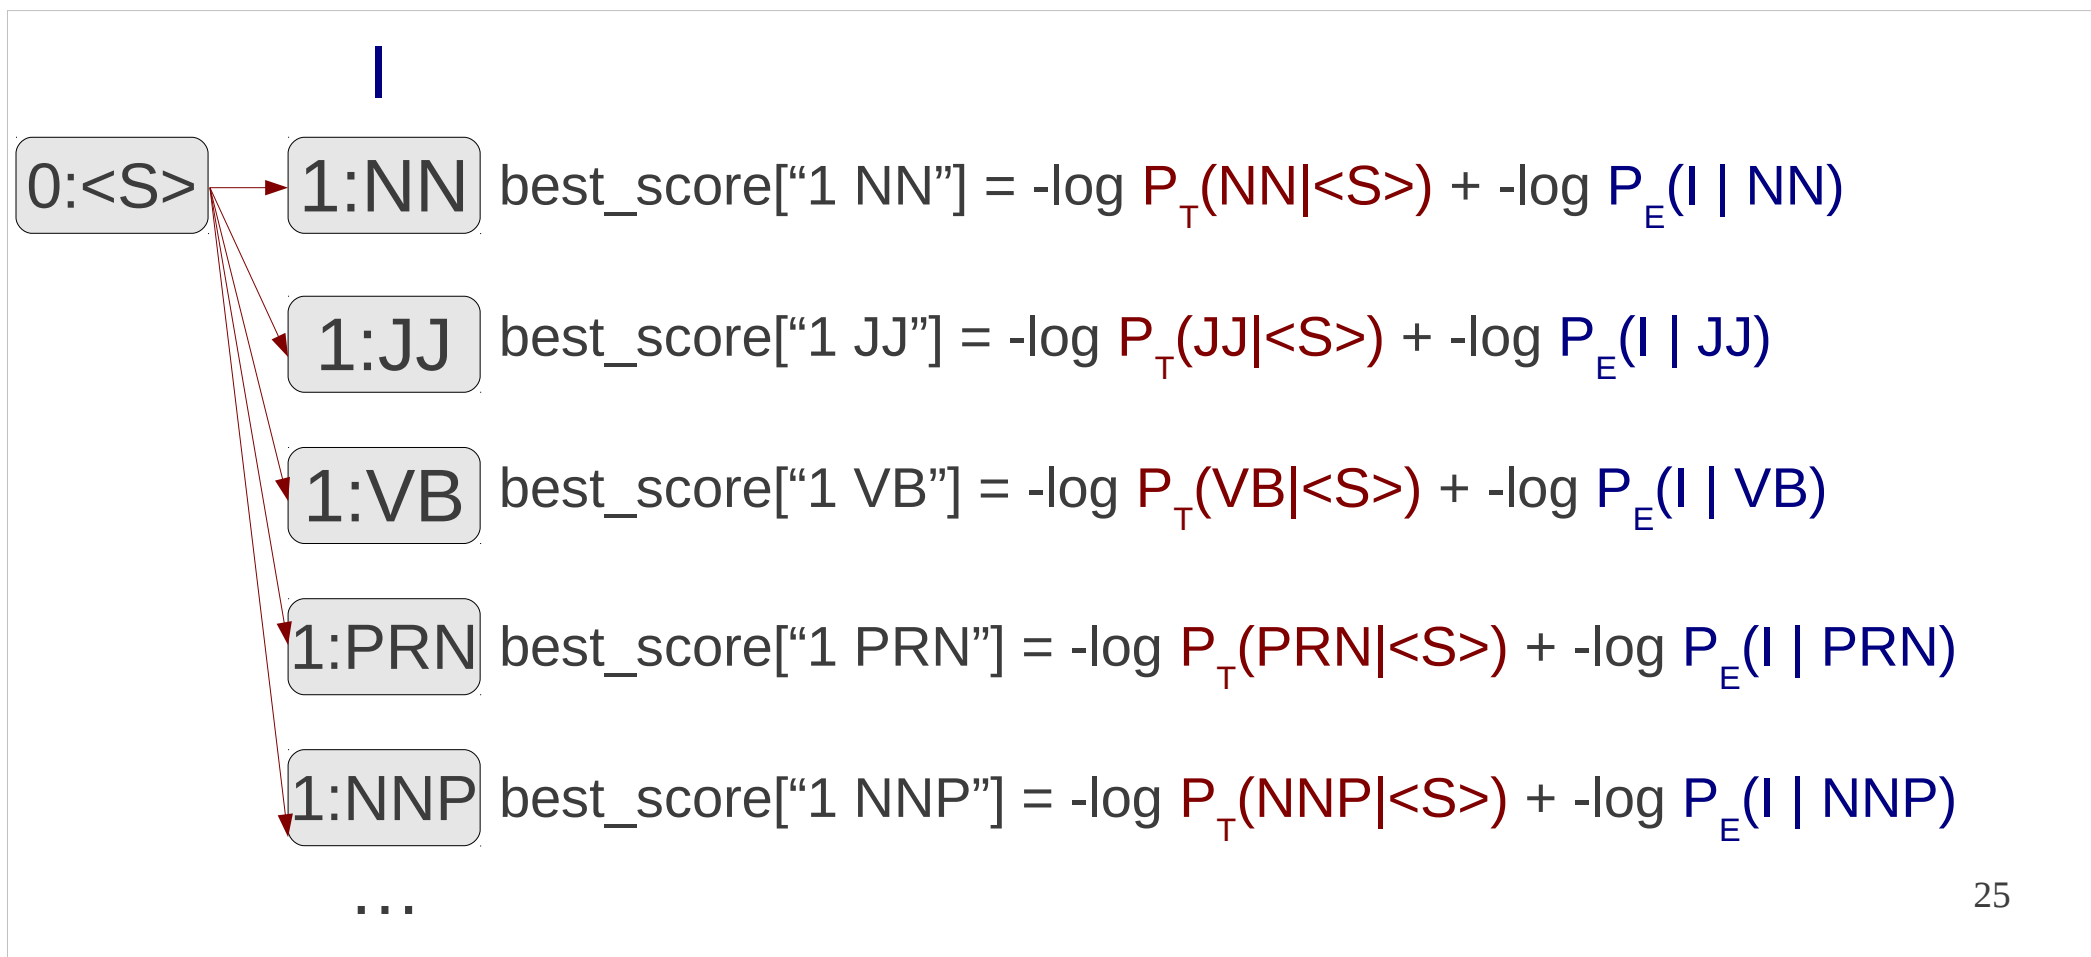 I
0:<S> 1:NN best_score[“1 NN”] = -log P_T(NN|<S>) + -log P_E(I | NN)
1:JJ best_score[“1 JJ”] = -log P_T(JJ|<S>) + -log P_E(I | JJ)
1:VB best_score[“1 VB”] = -log P_T(VB|<S>) + -log P_E(I | VB)
1:PRN best_score[“1 PRN”] = -log P_T(PRN|<S>) + -log P_E(I | PRN)
1:NNP best_score[“1 NNP”] = -log P_T(NNP|<S>) + -log P_E(I | NNP)
…
25